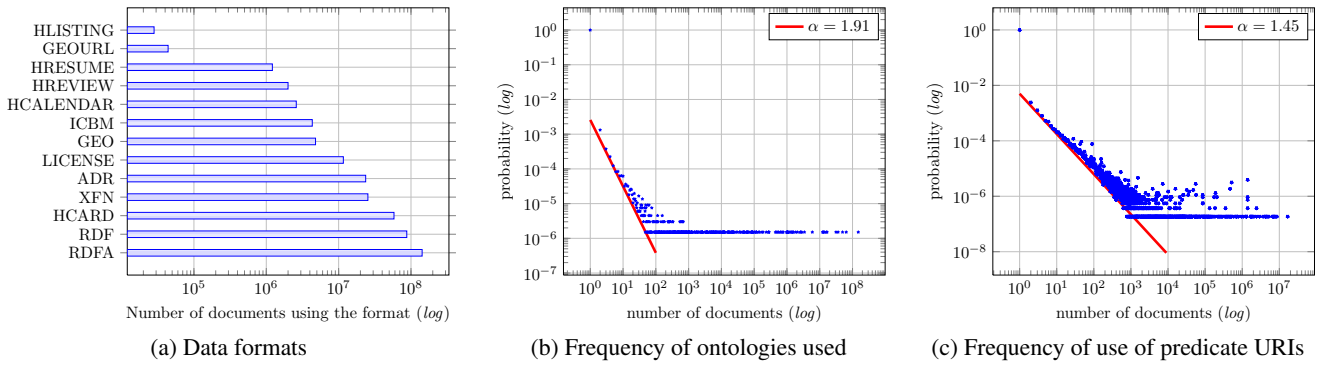 HLISTING
GEOURL
HRESUME
HREVIEW
HCALENDAR
ICBM
GEO
LICENSE
ADR
XFN
HCARD
RDF
RDFA
10^5 10^6 10^7 10^8
Number of documents using the format (log)
(a) Data formats
α = 1.91
probability (log)
10^0
10^−1
10^−2
10^−3
10^−4
10^−5
10^−6
10^−7
10^0 10^1 10^2 10^3 10^4 10^5 10^6 10^7 10^8
number of documents (log)
(b) Frequency of ontologies used
α = 1.45
probability (log)
10^0
10^−2
10^−4
10^−6
10^−8
10^0 10^1 10^2 10^3 10^4 10^5 10^6 10^7
number of documents (log)
(c) Frequency of use of predicate URIs